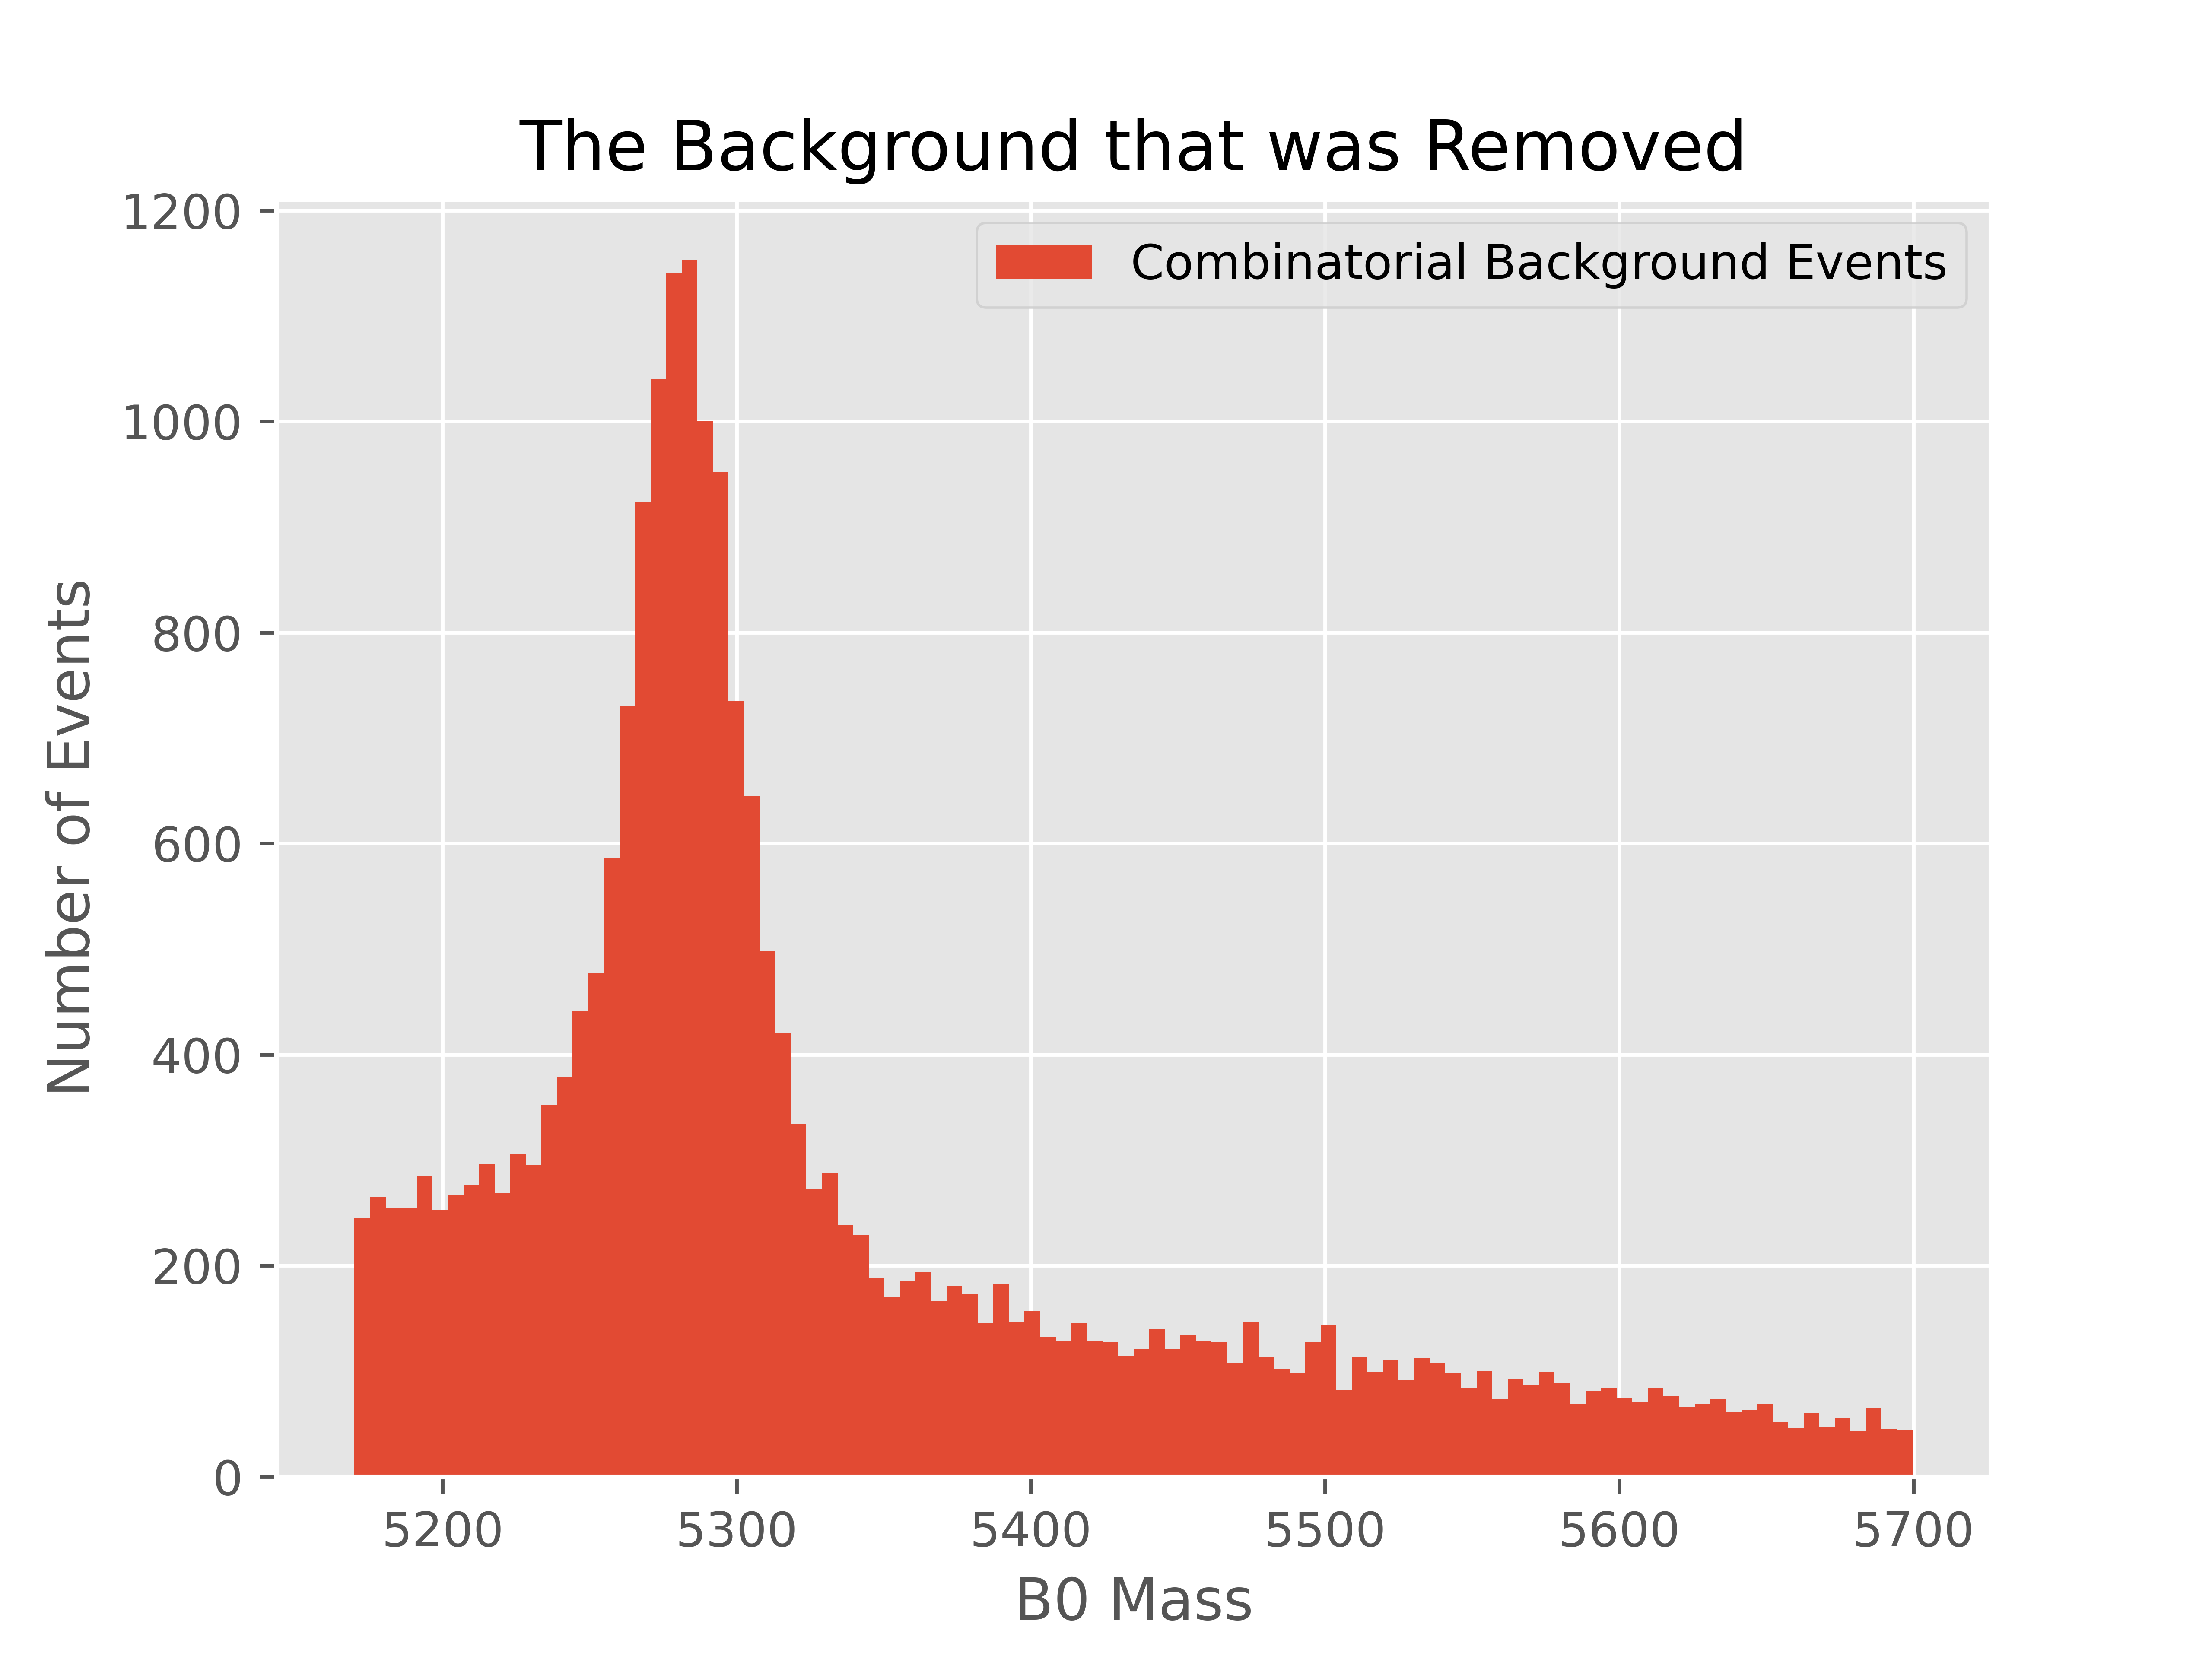 The Background that was Removed
Combinatorial Background Events
Number of Events
1200
1000
800
600
400
200
0
5200 5300 5400 5500 5600 5700
B0 Mass